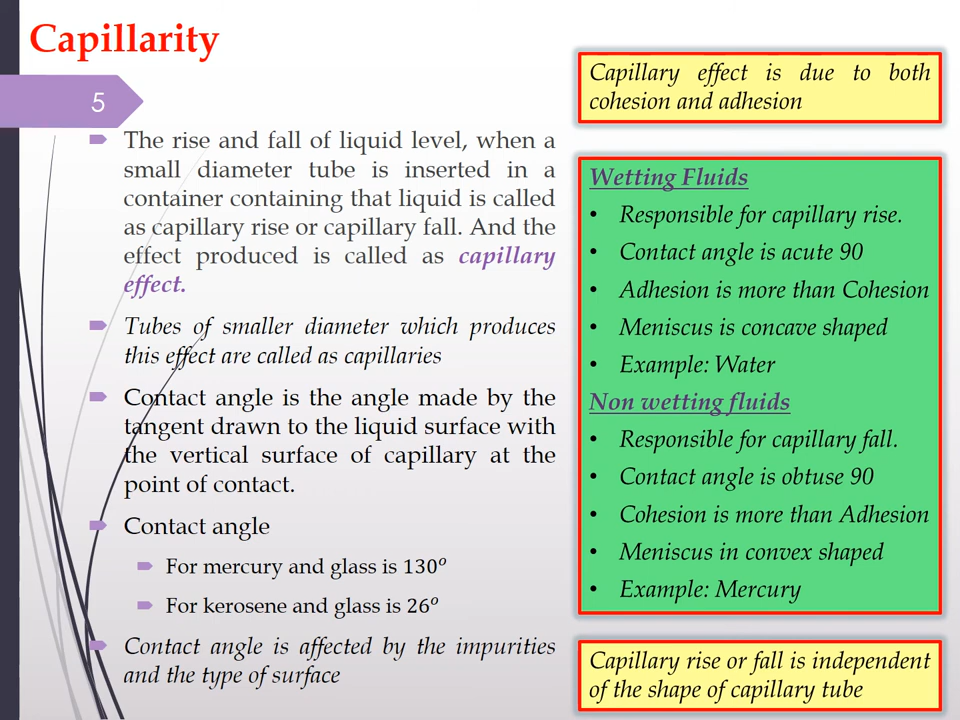 Capillarity
5
The rise and fall of liquid level, when a
small diameter tube is inserted in a
container containing that liquid is called
as capillary rise or capillary fall. And the
effect produced is called as capillary
effect.
Tubes of smaller diameter which produces
this effect are called as capillaries
Contact angle is the angle made by the
tangent drawn to the liquid surface with
the vertical surface of capillary at the
point of contact.
Contact angle
For mercury and glass is 130°
For kerosene and glass is 26°
Contact angle is affected by the impurities
and the type of surface
Capillary effect is due to both
cohesion and adhesion
Wetting Fluids
• Responsible for capillary rise.
• Contact angle is acute 90
• Adhesion is more than Cohesion
• Meniscus is concave shaped
• Example: Water
Non wetting fluids
• Responsible for capillary fall.
• Contact angle is obtuse 90
• Cohesion is more than Adhesion
• Meniscus in convex shaped
• Example: Mercury
Capillary rise or fall is independent
of the shape of capillary tube